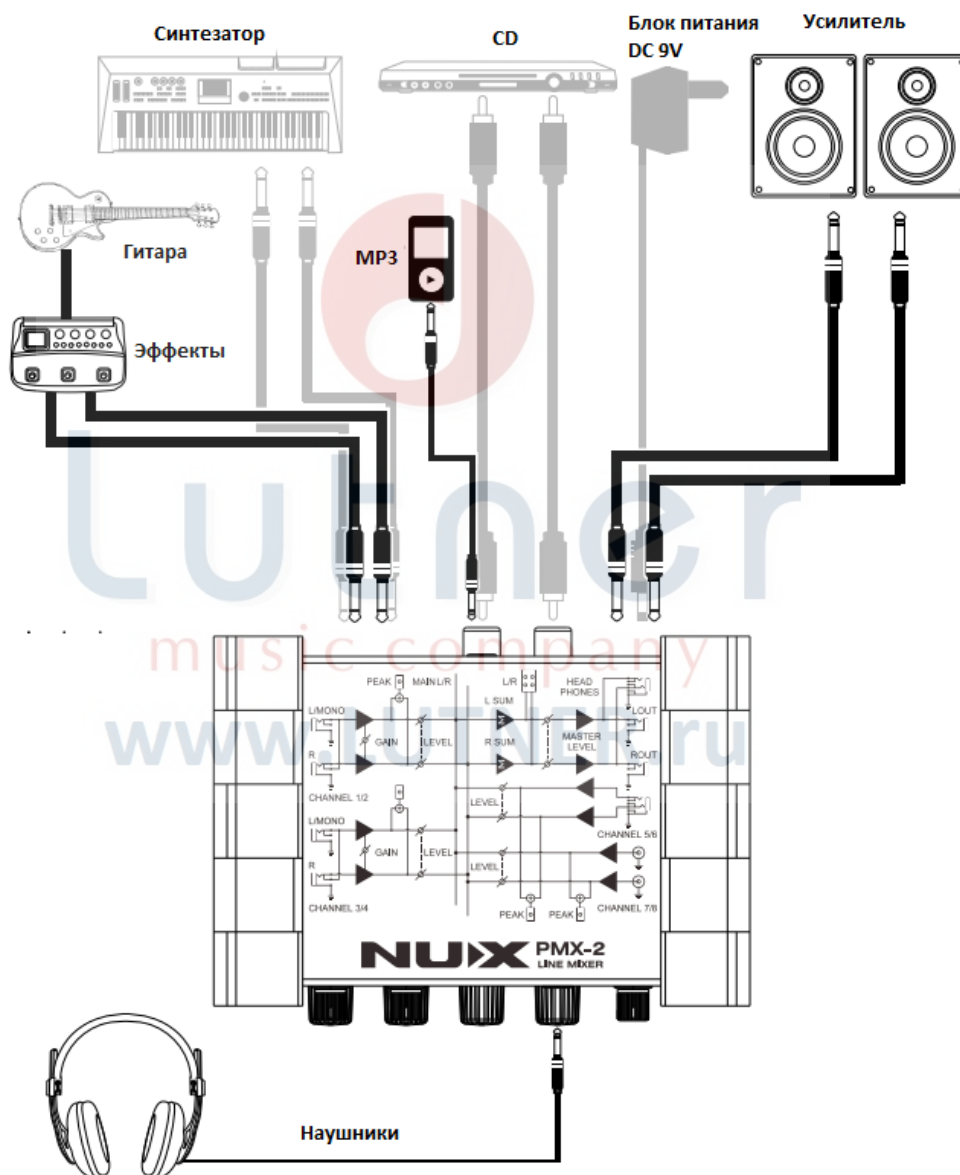 Синтезатор
CD
Блок питания
DC 9V
Усилитель
Гитара
MP3
Эффекты
Lutner
music company
www.LUTNER.ru
PEAK
MAIN L/R
L/R
HEAD
PHONES
L SUM
L/MONO
LOUT
GAIN
LEVEL
R SUM
MASTER
LEVEL
R
ROUT
CHANNEL 1/2
LEVEL
L/MONO
CHANNEL 5/6
GAIN
LEVEL
LEVEL
R
CHANNEL 3/4
PEAK
PEAK
CHANNEL 7/8
NUX PMX-2
LINE MIXER
Наушники